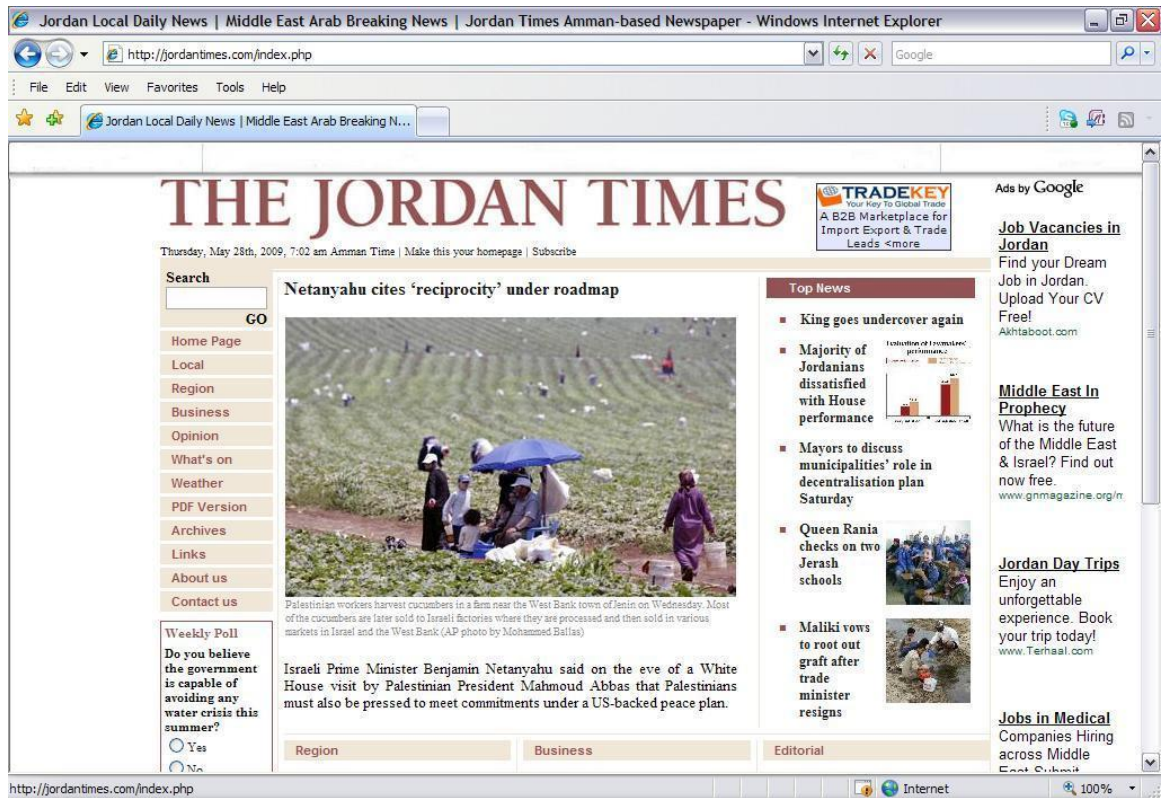 Jordan Local Daily News | Middle East Arab Breaking News | Jordan Times Amman-based Newspaper - Windows Internet Explorer
http://jordantimes.com/index.php
Google
File Edit View Favorites Tools Help
Jordan Local Daily News | Middle East Arab Breaking N...
THE JORDAN TIMES
Thursday, May 28th, 2009, 7:02 am Amman Time | Make this your homepage | Subscribe
TRADEKEY
Your Key To Global Trade
A B2B Marketplace for
Import Export & Trade
Leads <more
Search
GO
Home Page
Local
Region
Business
Opinion
What's on
Weather
PDF Version
Archives
Links
About us
Contact us
Weekly Poll
Do you believe
the government
is capable of
avoiding any
water crisis this
summer?
Yes
No
Netanyahu cites ‘reciprocity’ under roadmap
Palestinian workers harvest cucumbers in a farm near the West Bank town of Jenin on Wednesday. Most
of the cucumbers are later sold to Israeli factories where they are processed and then sold in various
markets in Israel and the West Bank (AP photo by Mohammed Ballas)
Israeli Prime Minister Benjamin Netanyahu said on the eve of a White
House visit by Palestinian President Mahmoud Abbas that Palestinians
must also be pressed to meet commitments under a US-backed peace plan.
Region
Business
Editorial
Top News
King goes undercover again
Majority of
Jordanians
dissatisfied
with House
performance
Evaluation of Lawmakers'
performance
Mayors to discuss
municipalities’ role in
decentralisation plan
Saturday
Queen Rania
checks on two
Jerash
schools
Maliki vows
to root out
graft after
trade
minister
resigns
Ads by Google
Job Vacancies in
Jordan
Find your Dream
Job in Jordan.
Upload Your CV
Free!
Akhtaboot.com
Middle East In
Prophecy
What is the future
of the Middle East
& Israel? Find out
now free.
www.gnmagazine.org/m
Jordan Day Trips
Enjoy an
unforgettable
experience. Book
your trip today!
www.Terhaal.com
Jobs in Medical
Companies Hiring
across Middle
East Submit
http://jordantimes.com/index.php
Internet
100%